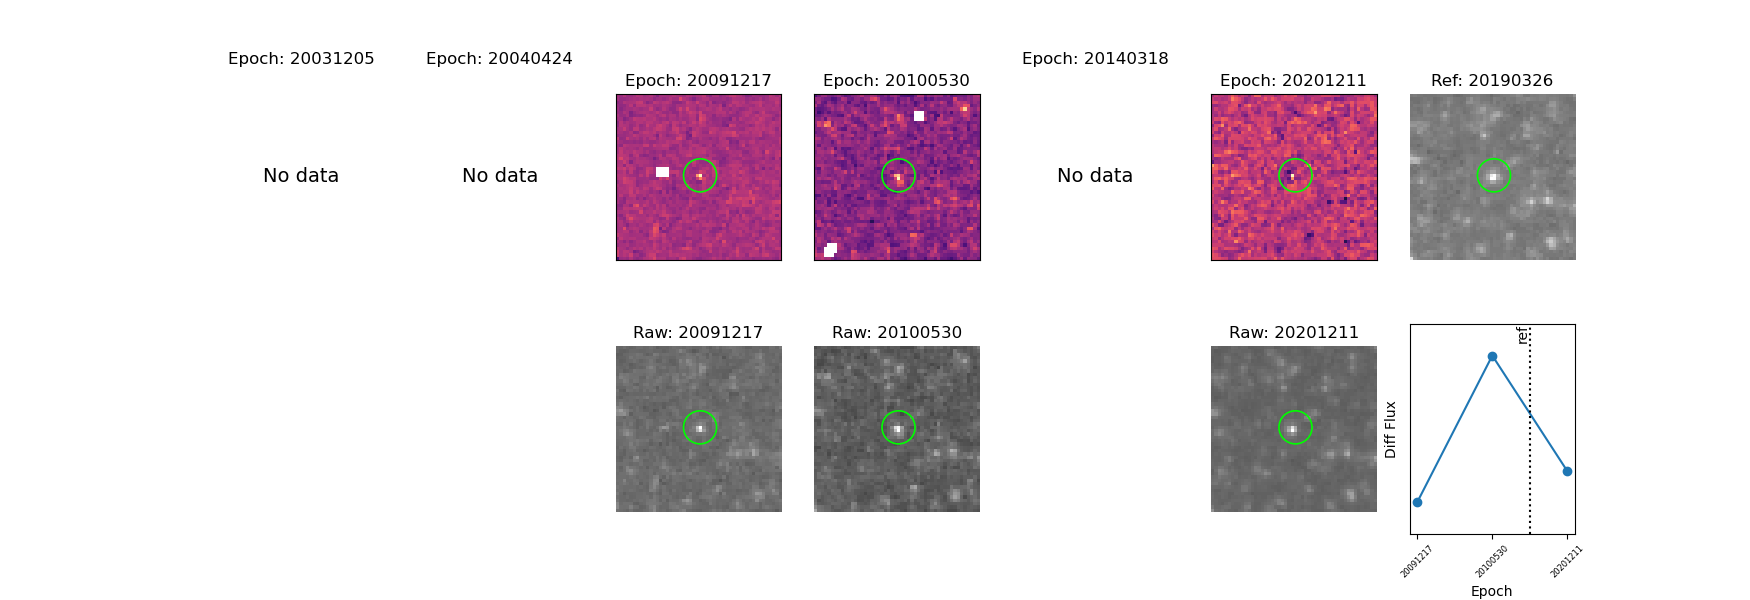 Epoch: 20031205
Epoch: 20040424
Epoch: 20140318
Epoch: 20091217
Epoch: 20100530
Epoch: 20201211
Ref: 20190326
No data
No data
No data
Raw: 20091217
Raw: 20100530
Raw: 20201211
ref
Diff Flux
20091217
20100530
20201211
Epoch